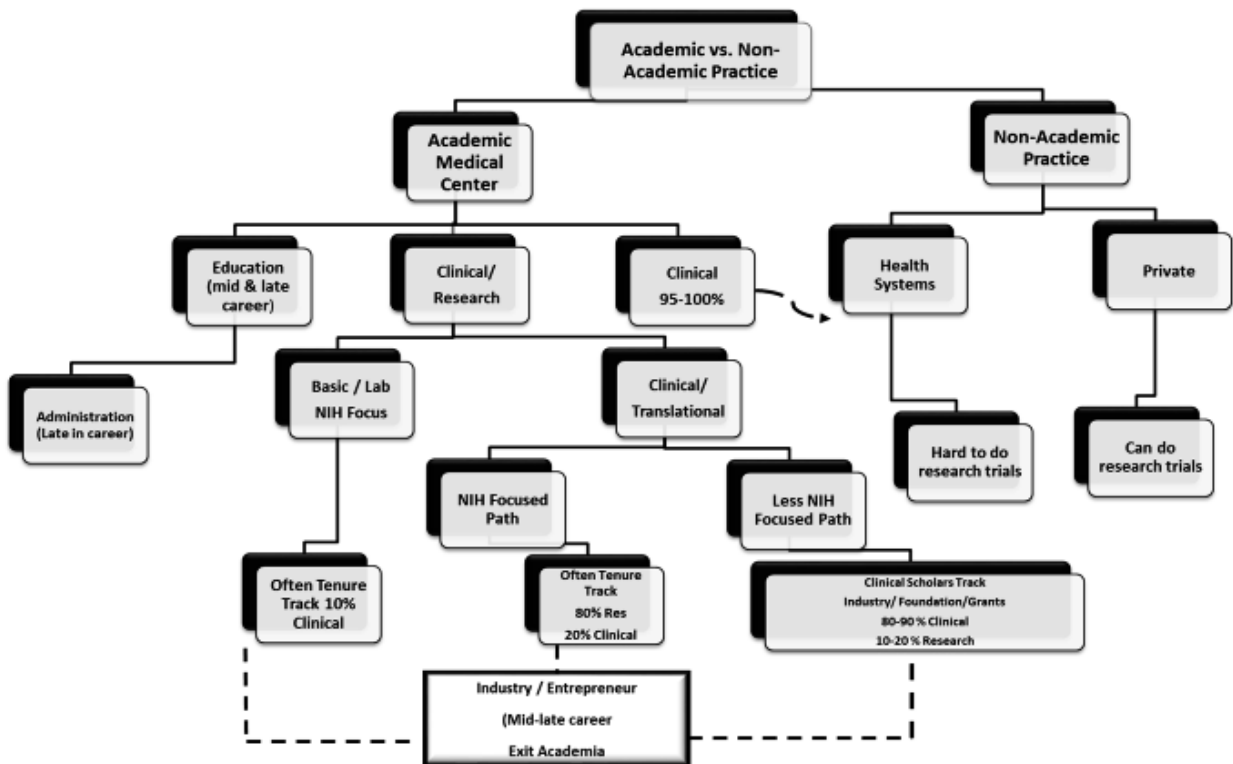 Academic vs. Non-
Academic Practice
Academic
Medical
Center
Non-Academic
Practice
Education
(mid & late
career)
Clinical/
Research
Clinical
95-100%
Health
Systems
Private
Administration
(Late in career)
Basic / Lab
NIH Focus
Clinical/
Translational
Hard to do
research trials
Can do
research trials
NIH Focused
Path
Less NIH
Focused Path
Often Tenure
Track 10%
Clinical
Often Tenure
Track
80% Res
20% Clinical
Clinical Scholars Track
Industry/ Foundation/Grants
80-90 % Clinical
10-20 % Research
Industry / Entrepreneur
(Mid-late career
Exit Academia